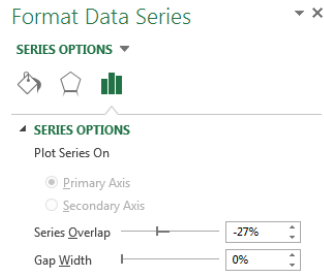 Format Data Series
SERIES OPTIONS
SERIES OPTIONS
Plot Series On
Primary Axis
Secondary Axis
Series Overlap -27%
Gap Width 0%